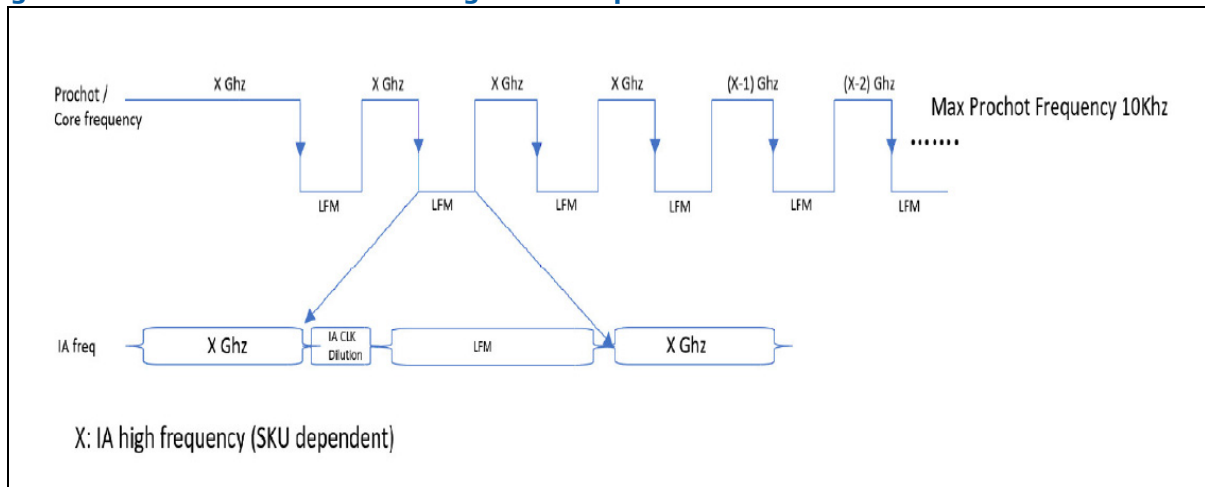 X Ghz X Ghz X Ghz X Ghz (X-1) Ghz (X-2) Ghz
Prochot /
Core frequency
Max Prochot Frequency 10Khz
.......
LFM LFM LFM LFM LFM LFM
IA freq
X Ghz
IA CLK
Dilution
LFM
X Ghz
X: IA high frequency (SKU dependent)